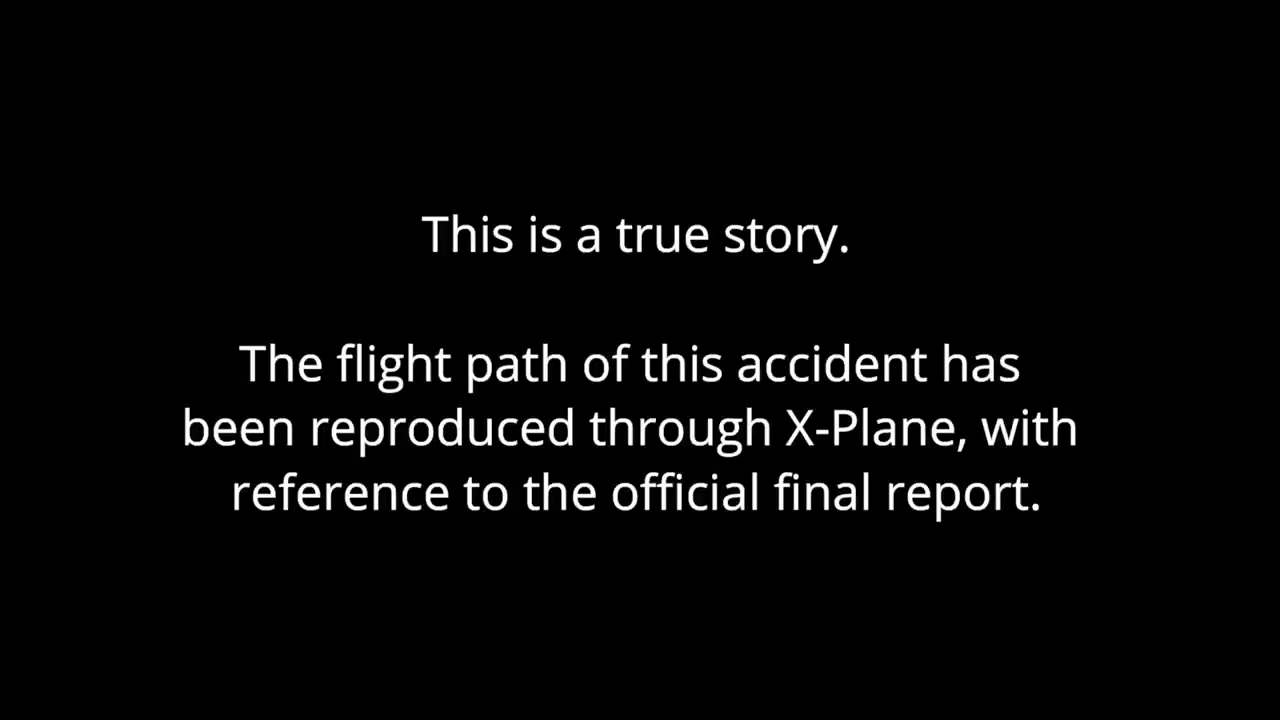 This is a true story.
The flight path of this accident has
been reproduced through X-Plane, with
reference to the official final report.